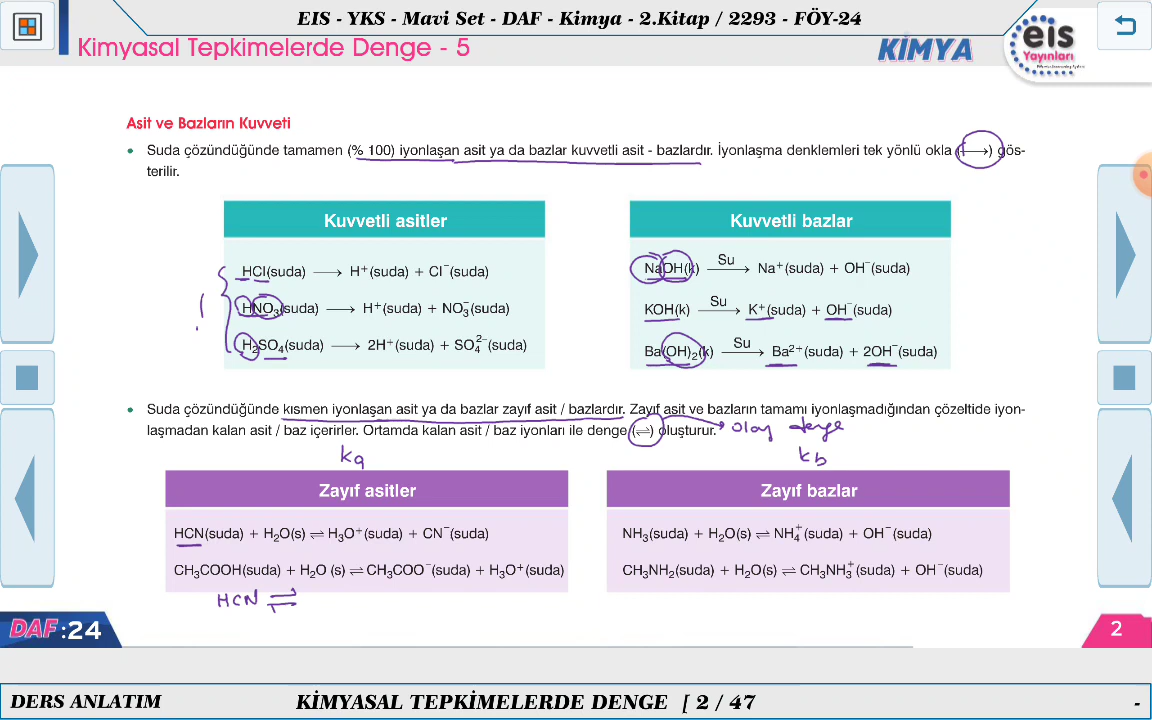 EIS - YKS - Mavi Set - DAF - Kimya - 2.Kitap / 2293 - FÖY-24
Kimyasal Tepkimelerde Denge - 5
KİMYA
eis
Yayınları
Asit ve Bazların Kuvveti
• Suda çözündüğünde tamamen (% 100) iyonlaşan asit ya da bazlar kuvvetli asit - bazlardır. İyonlaşma denklemleri tek yönlü okla (⟶) gös-
terilir.
Kuvvetli asitler
HCl(suda) ⟶ H⁺(suda) + Cl⁻(suda)
! HNO₃(suda) ⟶ H⁺(suda) + NO₃⁻(suda)
H₂SO₄(suda) ⟶ 2H⁺(suda) + SO₄²⁻(suda)
Kuvvetli bazlar
NaOH(k) Su⟶ Na⁺(suda) + OH⁻(suda)
KOH(k) Su⟶ K⁺(suda) + OH⁻(suda)
Ba(OH)₂(k) Su⟶ Ba²⁺(suda) + 2OH⁻(suda)
• Suda çözündüğünde kısmen iyonlaşan asit ya da bazlar zayıf asit / bazlardır. Zayıf asit ve bazların tamamı iyonlaşmadığından çözeltide iyon-
laşmadan kalan asit / baz içerirler. Ortamda kalan asit / baz iyonları ile denge (⇌) oluşturur. olay denge
ka
Zayıf asitler
HCN(suda) + H₂O(s) ⇌ H₃O⁺(suda) + CN⁻(suda)
CH₃COOH(suda) + H₂O (s) ⇌ CH₃COO⁻(suda) + H₃O⁺(suda)
HCN ⇌
kb
Zayıf bazlar
NH₃(suda) + H₂O(s) ⇌ NH₄⁺(suda) + OH⁻(suda)
CH₃NH₂(suda) + H₂O(s) ⇌ CH₃NH₃⁺(suda) + OH⁻(suda)
DAF:24
2
DERS ANLATIM
KİMYASAL TEPKİMELERDE DENGE [ 2 / 47
-